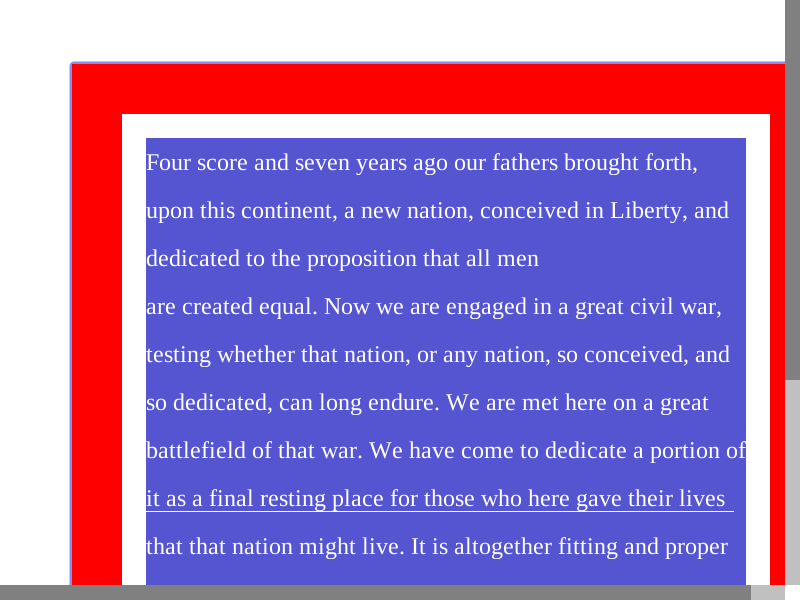 Four score and seven years ago our fathers brought forth,
upon this continent, a new nation, conceived in Liberty, and
dedicated to the proposition that all men
are created equal. Now we are engaged in a great civil war,
testing whether that nation, or any nation, so conceived, and
so dedicated, can long endure. We are met here on a great
battlefield of that war. We have come to dedicate a portion of
it as a final resting place for those who here gave their lives
that that nation might live. It is altogether fitting and proper